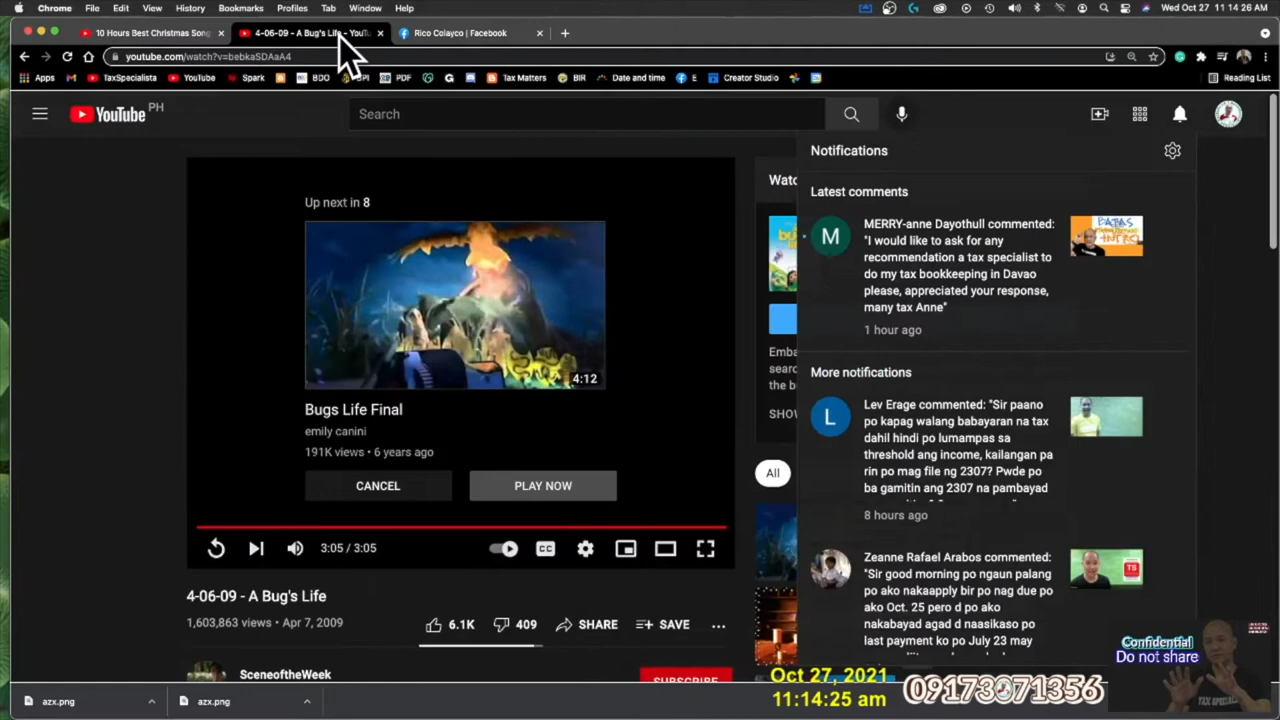 Chrome File Edit View History Bookmarks Profiles Tab Window Help Wed Oct 27 11:14:26 AM
10 Hours Best Christmas Song 4-06-09 - A Bug's Life - YouTu Rico Colayco | Facebook
youtube.com/watch?v=bebkaSDAaA4
Apps TaxSpecialista YouTube Spark BDO BPI PDF Tax Matters BIR Date and time E Creator Studio Reading List
YouTube PH
Search
Notifications
Latest comments
MERRY-anne Dayothull commented:
"I would like to ask for any
recommendation a tax specialist to
do my tax bookkeeping in Davao
please, appreciated your response,
many tax Anne"
1 hour ago
More notifications
Lev Erage commented: "Sir paano
po kapag walang babayaran na tax
dahil hindi po lumampas sa
threshold ang income, kailangan pa
rin po mag file ng 2307? Pwde po
ba gamitin ang 2307 na pambayad
8 hours ago
Zeanne Rafael Arabos commented:
"Sir good morning po ngaun palang
po ako nakaapply bir po nag due po
ako Oct. 25 pero d po ako
nakabayad agad d naasikaso po
last payment ko po July 23 may
Watc
Emba
searc
the b
SHOV
All
Up next in 8
4:12
Bugs Life Final
emily canini
191K views • 6 years ago
CANCEL PLAY NOW
3:05 / 3:05
CC
4-06-09 - A Bug's Life
1,603,863 views • Apr 7, 2009
6.1K 409 SHARE SAVE
SceneoftheWeek
SUBSCRIBE
Confidential
Do not share
Oct 27, 2021
11:14:25 am
09173071356
azx.png azx.png